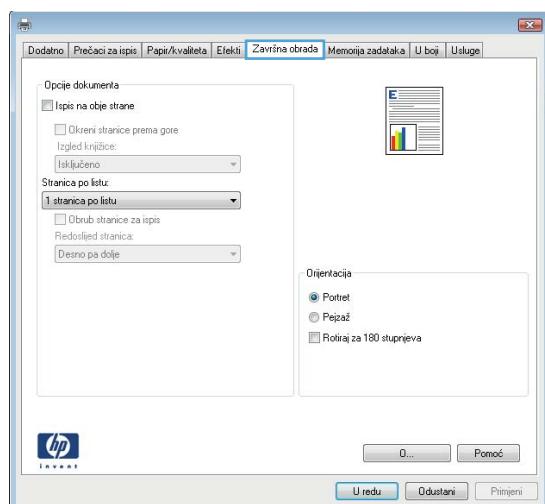 Dodatno Prečaci za ispis Papir/kvaliteta Efekti Završna obrada Memorija zadataka U boji Usluge
Opcije dokumenta
Ispis na obje strane
Okreni stranice prema gore
Izgled knjižice:
Isključeno
Stranica po listu:
1 stranica po listu
Obrub stranice za ispis
Redoslijed stranica:
Desno pa dolje
E
Orijentacija
Portret
Pejzaž
Rotiraj za 180 stupnjeva
hp
invent
O... Pomoć
U redu Odustani Primjeni